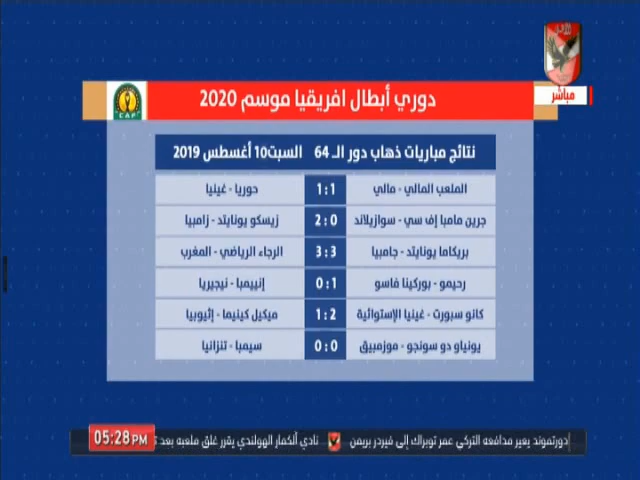 مباشر
CAF
دوري أبطال افريقيا موسم 2020
نتائج مباريات ذهاب دور الـ 64 السبت10 أغسطس 2019
الملعب المالي - مالي 1:1 حوريا - غينيا
جرين مامبا إف سي - سوازيلاند 2:0 زيسكو يونايتد - زامبيا
بريكاما يونايتد - جامبيا 3:3 الرجاء الرياضي - المغرب
رحيمو - بوركينا فاسو 0:1 إنييمبا - نيجيريا
كانو سبورت - غينيا الإستوائية 1:2 ميكيل كينيما - إثيوبيا
يونياو دو سونجو - موزمبيق 0:0 سيمبا - تنزانيا
دورتموند يعير مدافعه التركي عمر توبراك إلى فيردر بريمن نادي ألكمار الهولندي يقرر غلق ملعبه بعد
05:28 PM